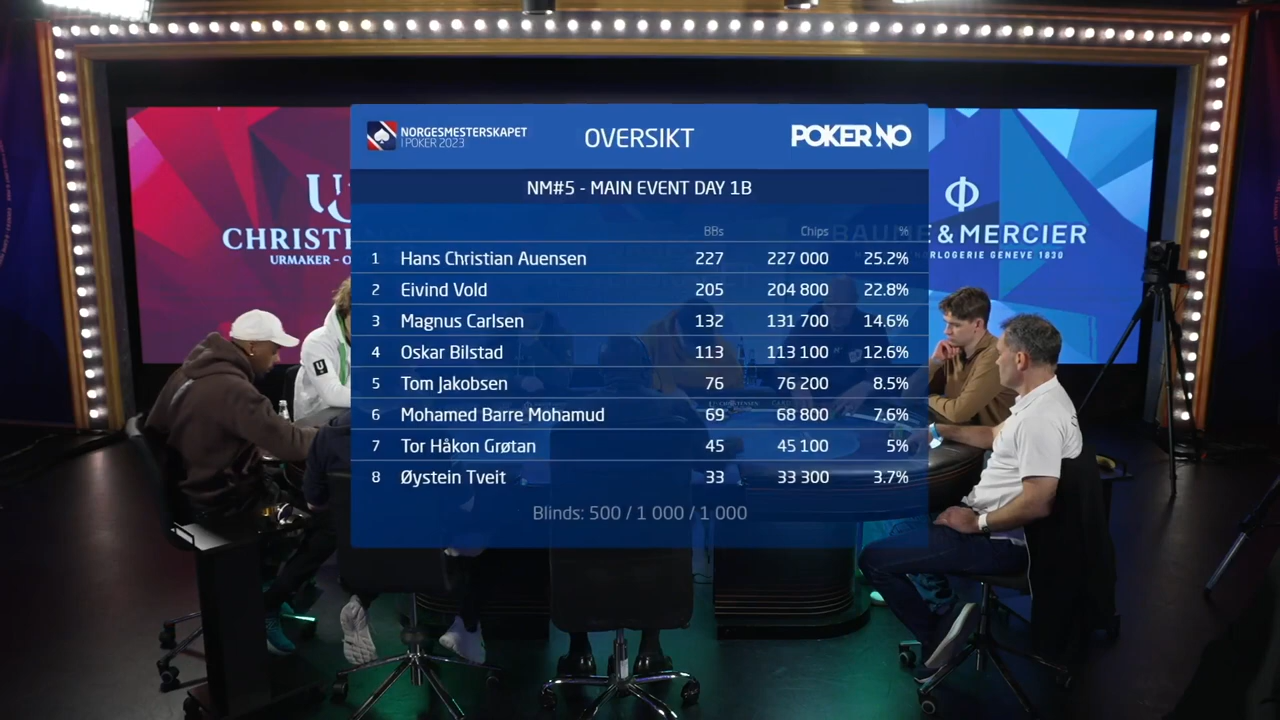 NORGESMESTERSKAPET
I POKER 2023
OVERSIKT
POKER.NO
NM#5 - MAIN EVENT DAY 1B
BBs Chips %
1 Hans Christian Auensen 227 227 000 25.2%
2 Eivind Vold 205 204 800 22.8%
3 Magnus Carlsen 132 131 700 14.6%
4 Oskar Bilstad 113 113 100 12.6%
5 Tom Jakobsen 76 76 200 8.5%
6 Mohamed Barre Mohamud 69 68 800 7.6%
7 Tor Håkon Grøtan 45 45 100 5%
8 Øystein Tveit 33 33 300 3.7%
Blinds: 500 / 1 000 / 1 000
URMAKER - O
BAUME & MERCIER
GENEVE 1830